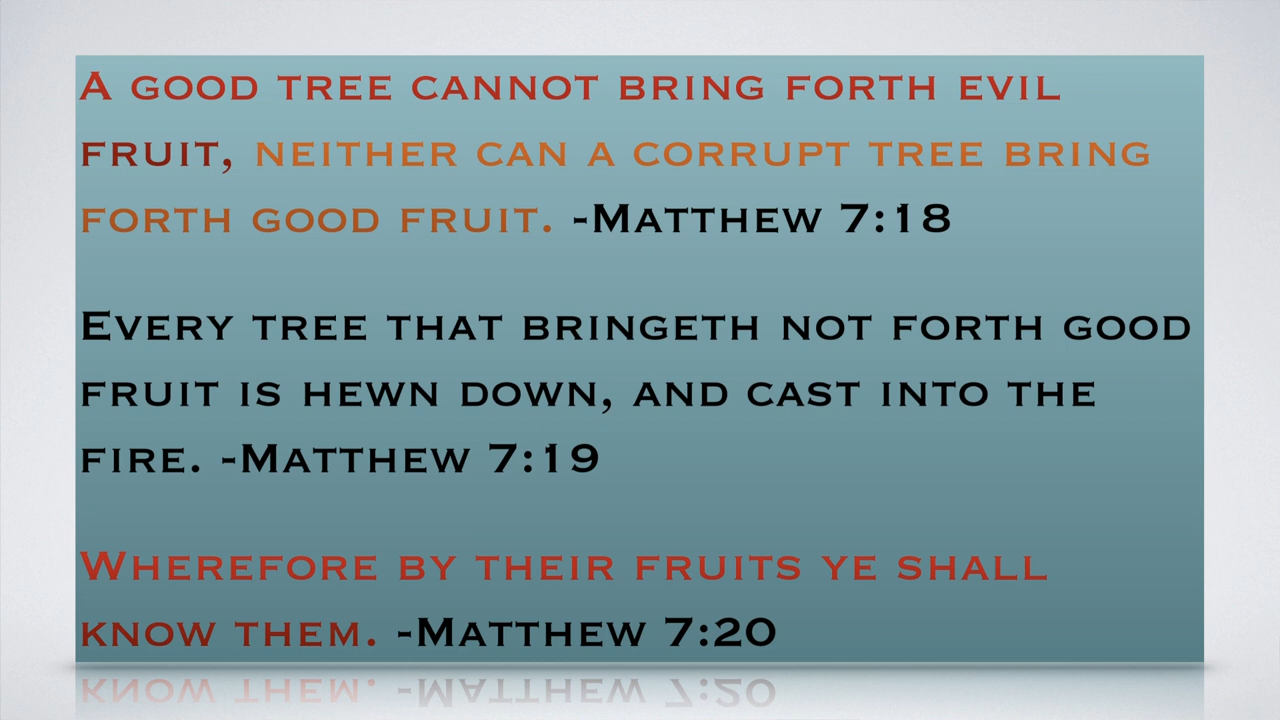 A GOOD TREE CANNOT BRING FORTH EVIL
FRUIT, NEITHER CAN A CORRUPT TREE BRING
FORTH GOOD FRUIT. -MATTHEW 7:18
EVERY TREE THAT BRINGETH NOT FORTH GOOD
FRUIT IS HEWN DOWN, AND CAST INTO THE
FIRE. -MATTHEW 7:19
WHEREFORE BY THEIR FRUITS YE SHALL
KNOW THEM. -MATTHEW 7:20